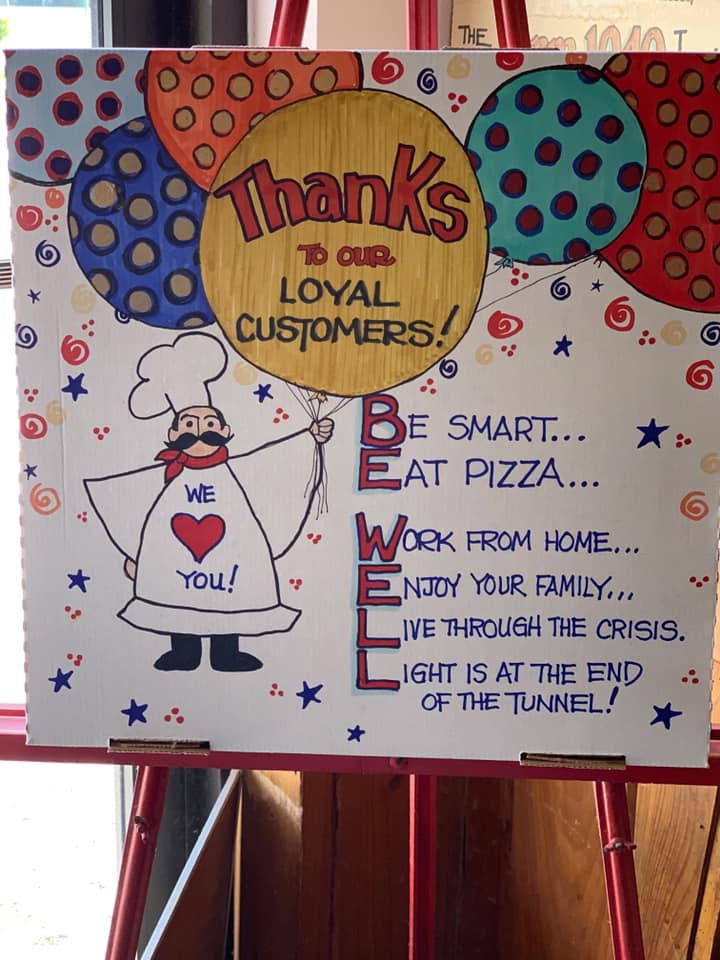 THE
1040
Thanks
TO OUR
LOYAL
CUSTOMERS!
WE
YOU!
BE SMART...
EAT PIZZA...
WORK FROM HOME...
ENJOY YOUR FAMILY...
LIVE THROUGH THE CRISIS.
LIGHT IS AT THE END
OF THE TUNNEL!